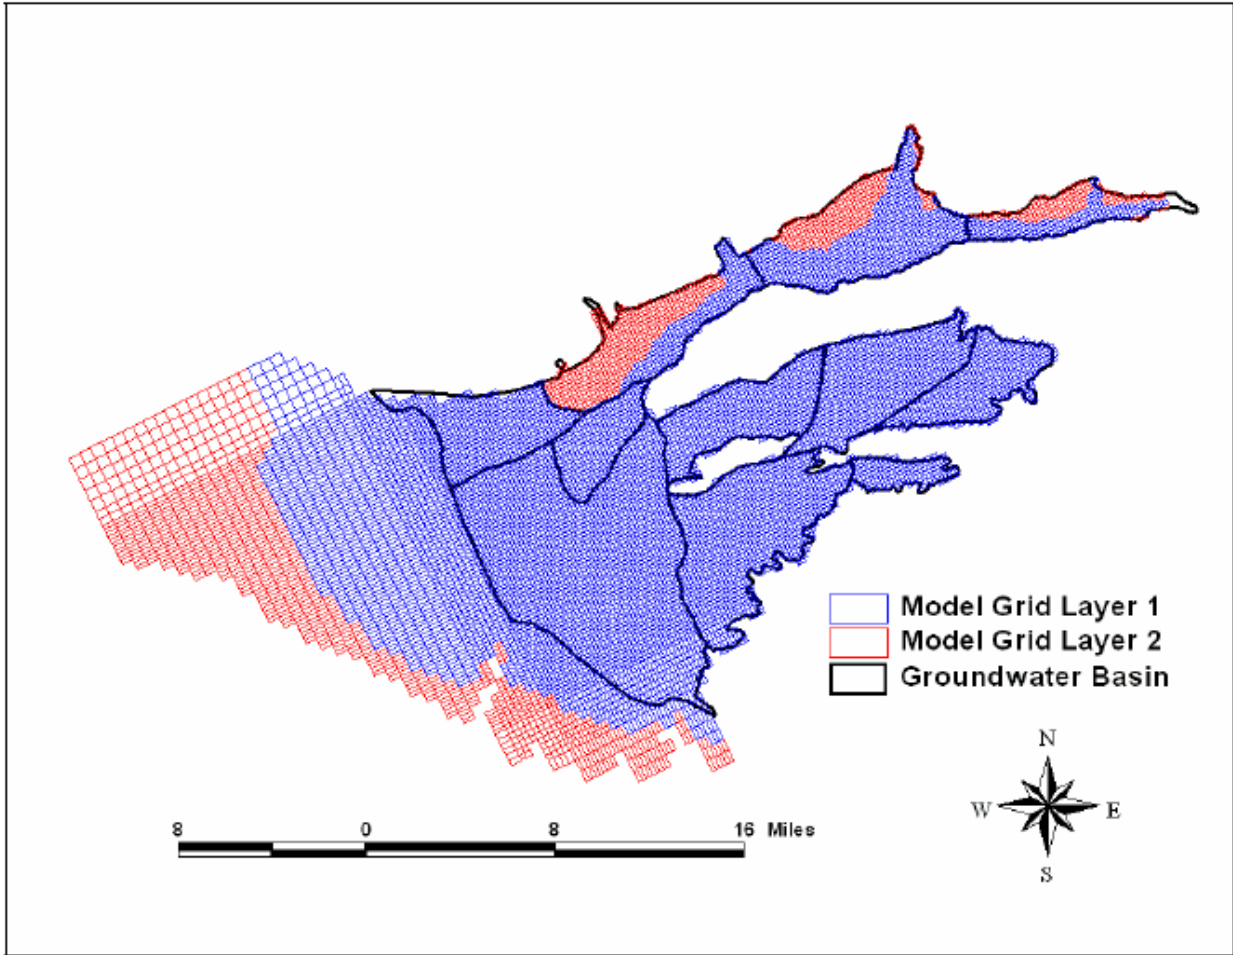 Model Grid Layer 1
Model Grid Layer 2
Groundwater Basin
N
W E
S
8 0 8 16 Miles